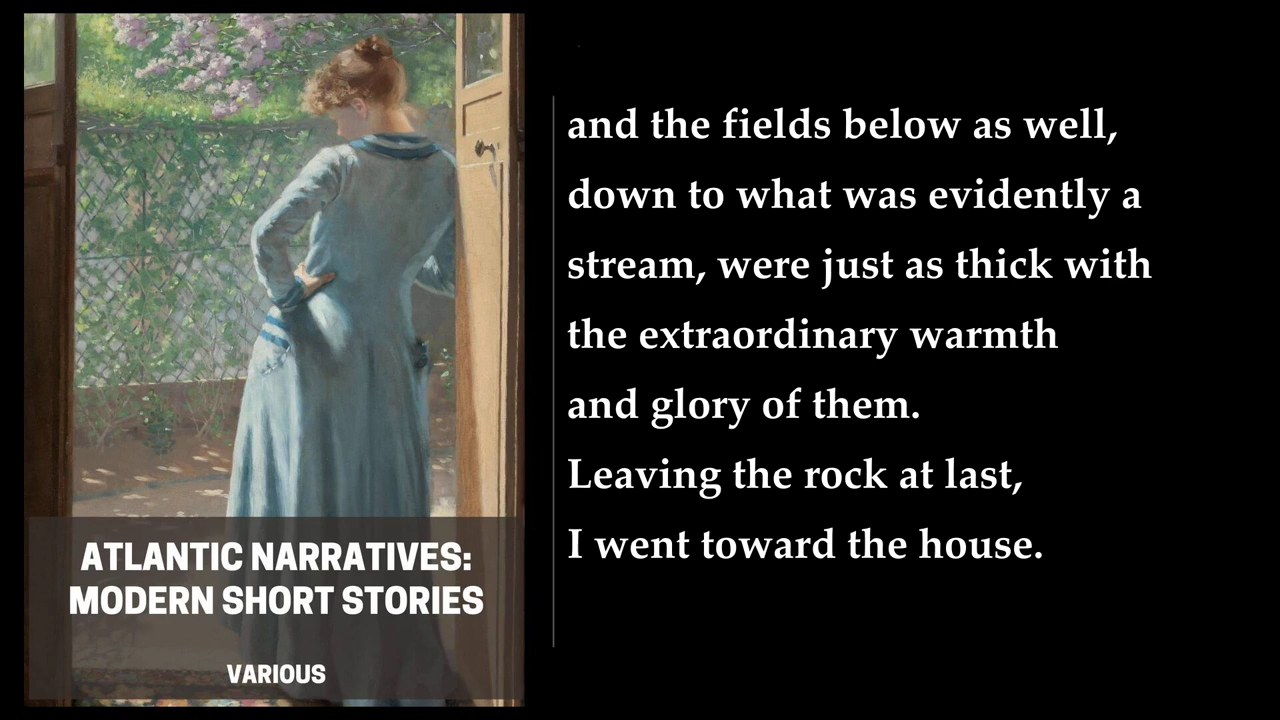 ATLANTIC NARRATIVES:
MODERN SHORT STORIES
VARIOUS
and the fields below as well,
down to what was evidently a
stream, were just as thick with
the extraordinary warmth
and glory of them.
Leaving the rock at last,
I went toward the house.